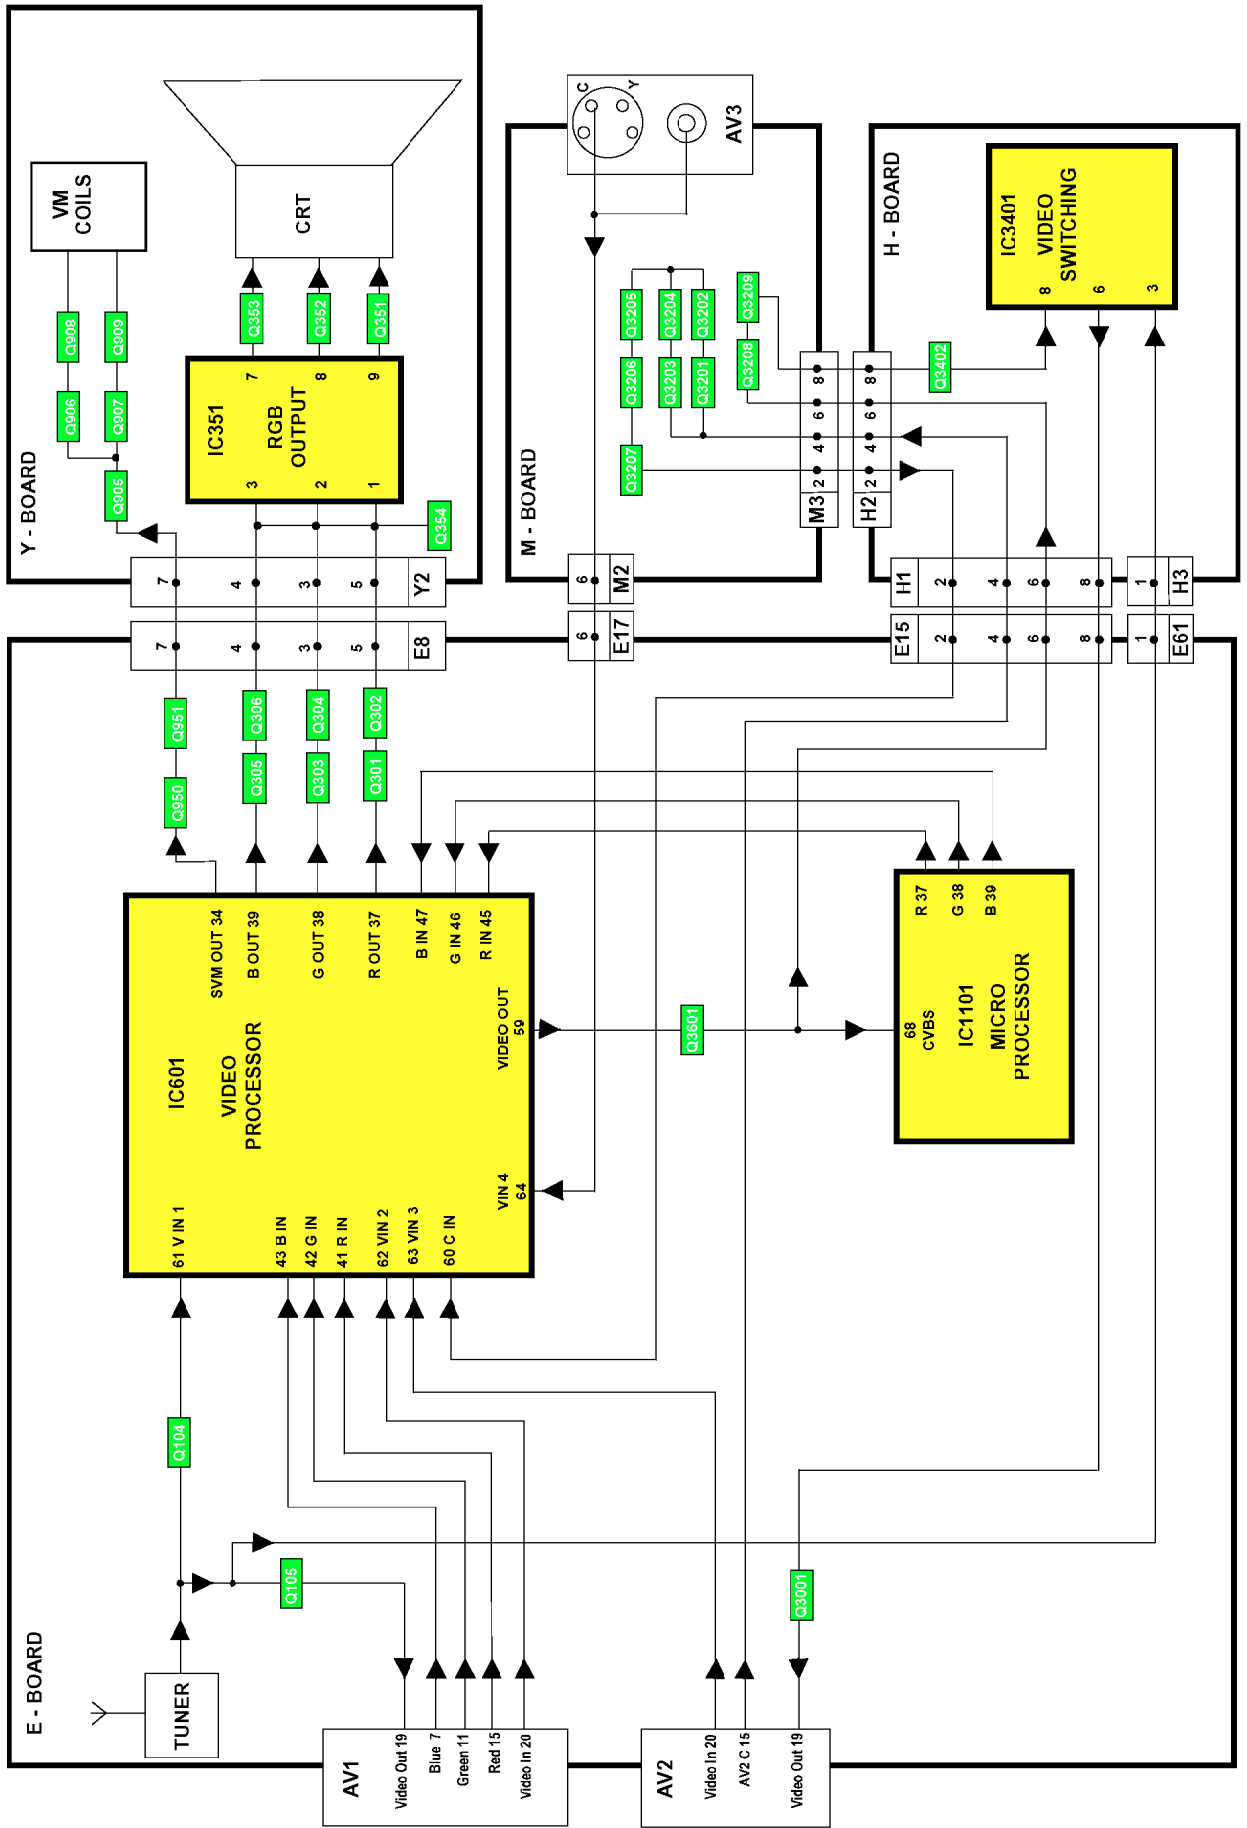 Y - BOARD
VM
COILS
Q908
Q909
Q906
Q907
Q905
CRT
Q353
Q352
Q351
7
8
9
IC351
RGB
OUTPUT
3
2
1
Q354
7
4
3
5
Y2
7
4
3
5
E8
M - BOARD
C
Y
AV3
Q3205
Q3204
Q3202
Q3209
Q3206
Q3203
Q3201
Q3208
Q3207
8
6
4
2
M3
8
6
4
2
H2
6
M2
6
E17
H - BOARD
IC3401
VIDEO
SWITCHING
8
6
3
Q3402
H1
2
4
6
8
1
H3
E15
2
4
6
8
1
E61
E - BOARD
Q951
Q306
Q304
Q302
Q950
Q305
Q303
Q301
SVM OUT 34
B OUT 39
G OUT 38
R OUT 37
B IN 47
G IN 46
R IN 45
IC601
VIDEO
PROCESSOR
VIDEO OUT
59
VIN 4
64
61 V IN 1
43 B IN
42 G IN
41 R IN
62 VIN 2
63 VIN 3
60 C IN
Q3601
R 37
G 38
B 39
68
CVBS
IC1101
MICRO
PROCESSOR
Q104
Q105
Q3001
TUNER
AV1
Video Out 19
Blue 7
Green 11
Red 15
Video In 20
AV2
Video In 20
AV2 C 15
Video Out 19